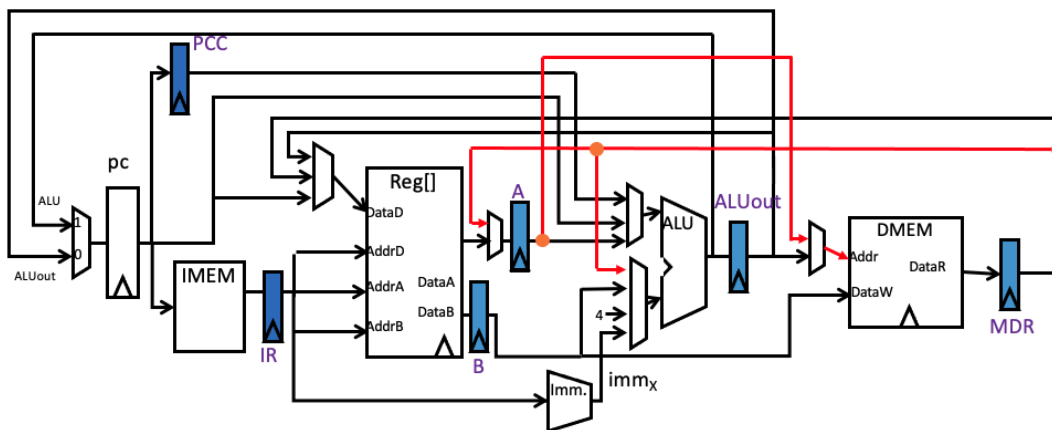 PCC
pc
ALU
1
0
ALUout
IMEM
IR
Reg[]
DataD
AddrD
AddrA
AddrB
DataA
DataB
A
B
Imm.
immX
4
ALU
ALUout
DMEM
Addr
DataR
DataW
MDR